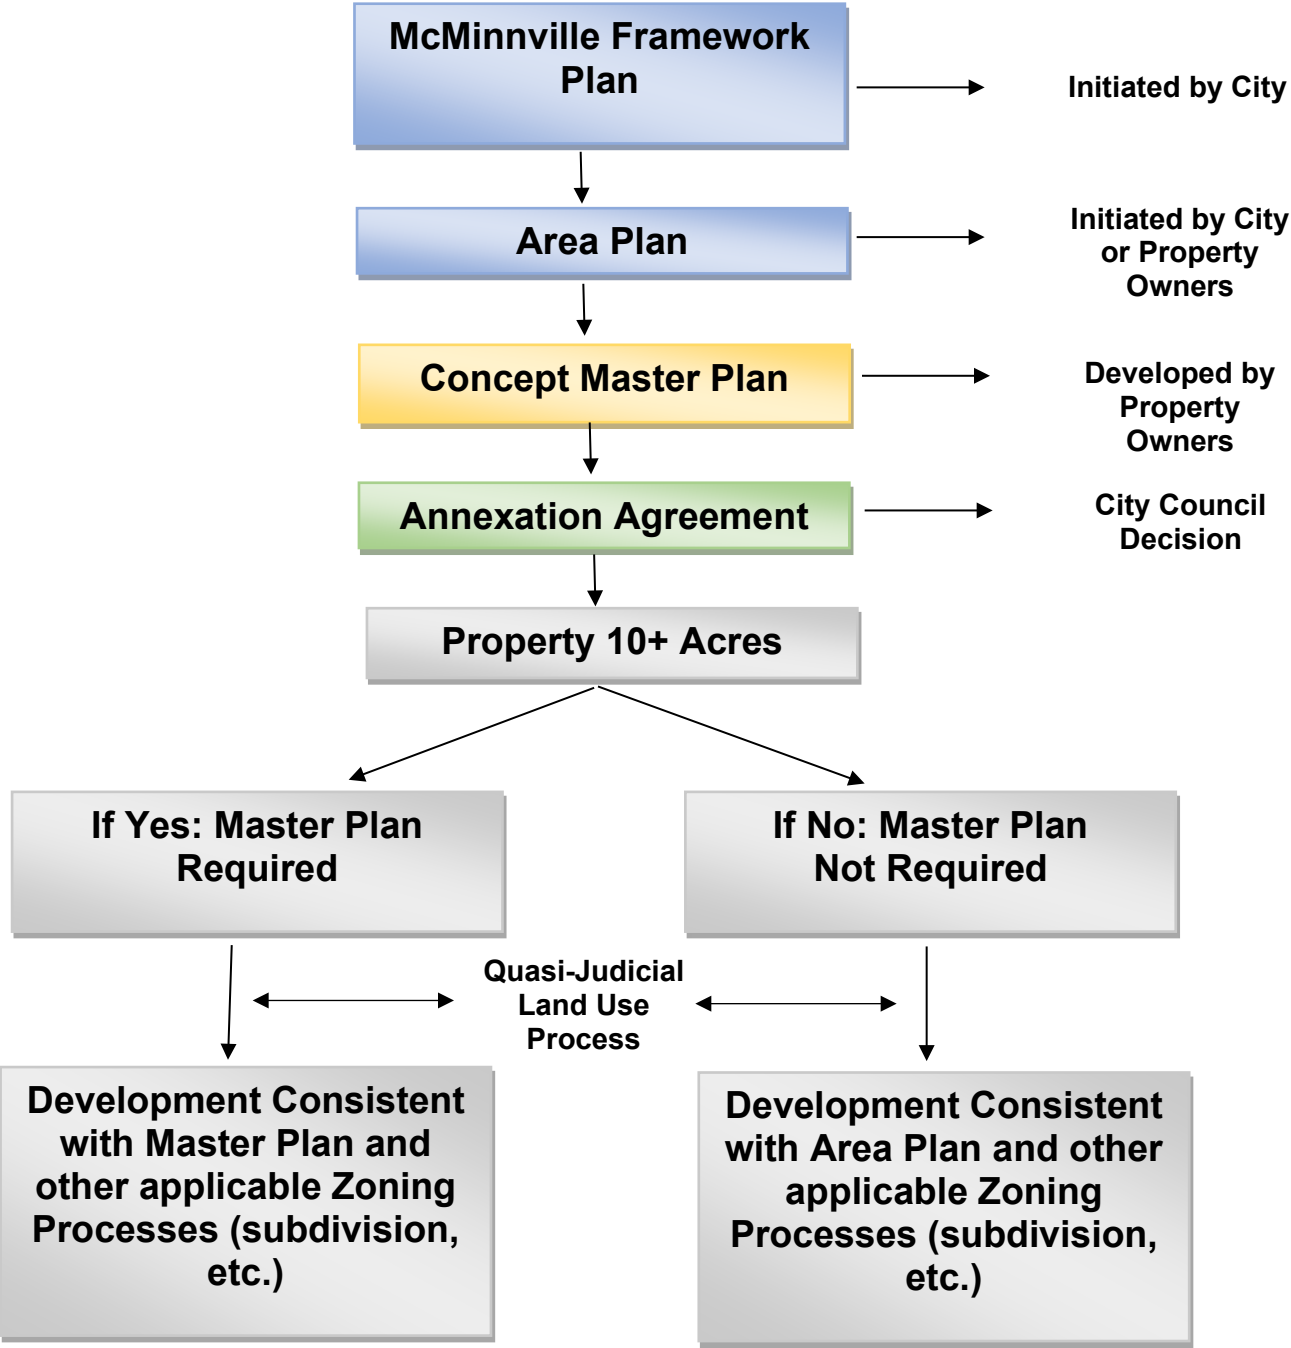 McMinnville Framework
Plan
Initiated by City
Area Plan
Initiated by City
or Property
Owners
Concept Master Plan
Developed by
Property
Owners
Annexation Agreement
City Council
Decision
Property 10+ Acres
If Yes: Master Plan
Required
If No: Master Plan
Not Required
Quasi-Judicial
Land Use
Process
Development Consistent
with Master Plan and
other applicable Zoning
Processes (subdivision,
etc.)
Development Consistent
with Area Plan and other
applicable Zoning
Processes (subdivision,
etc.)